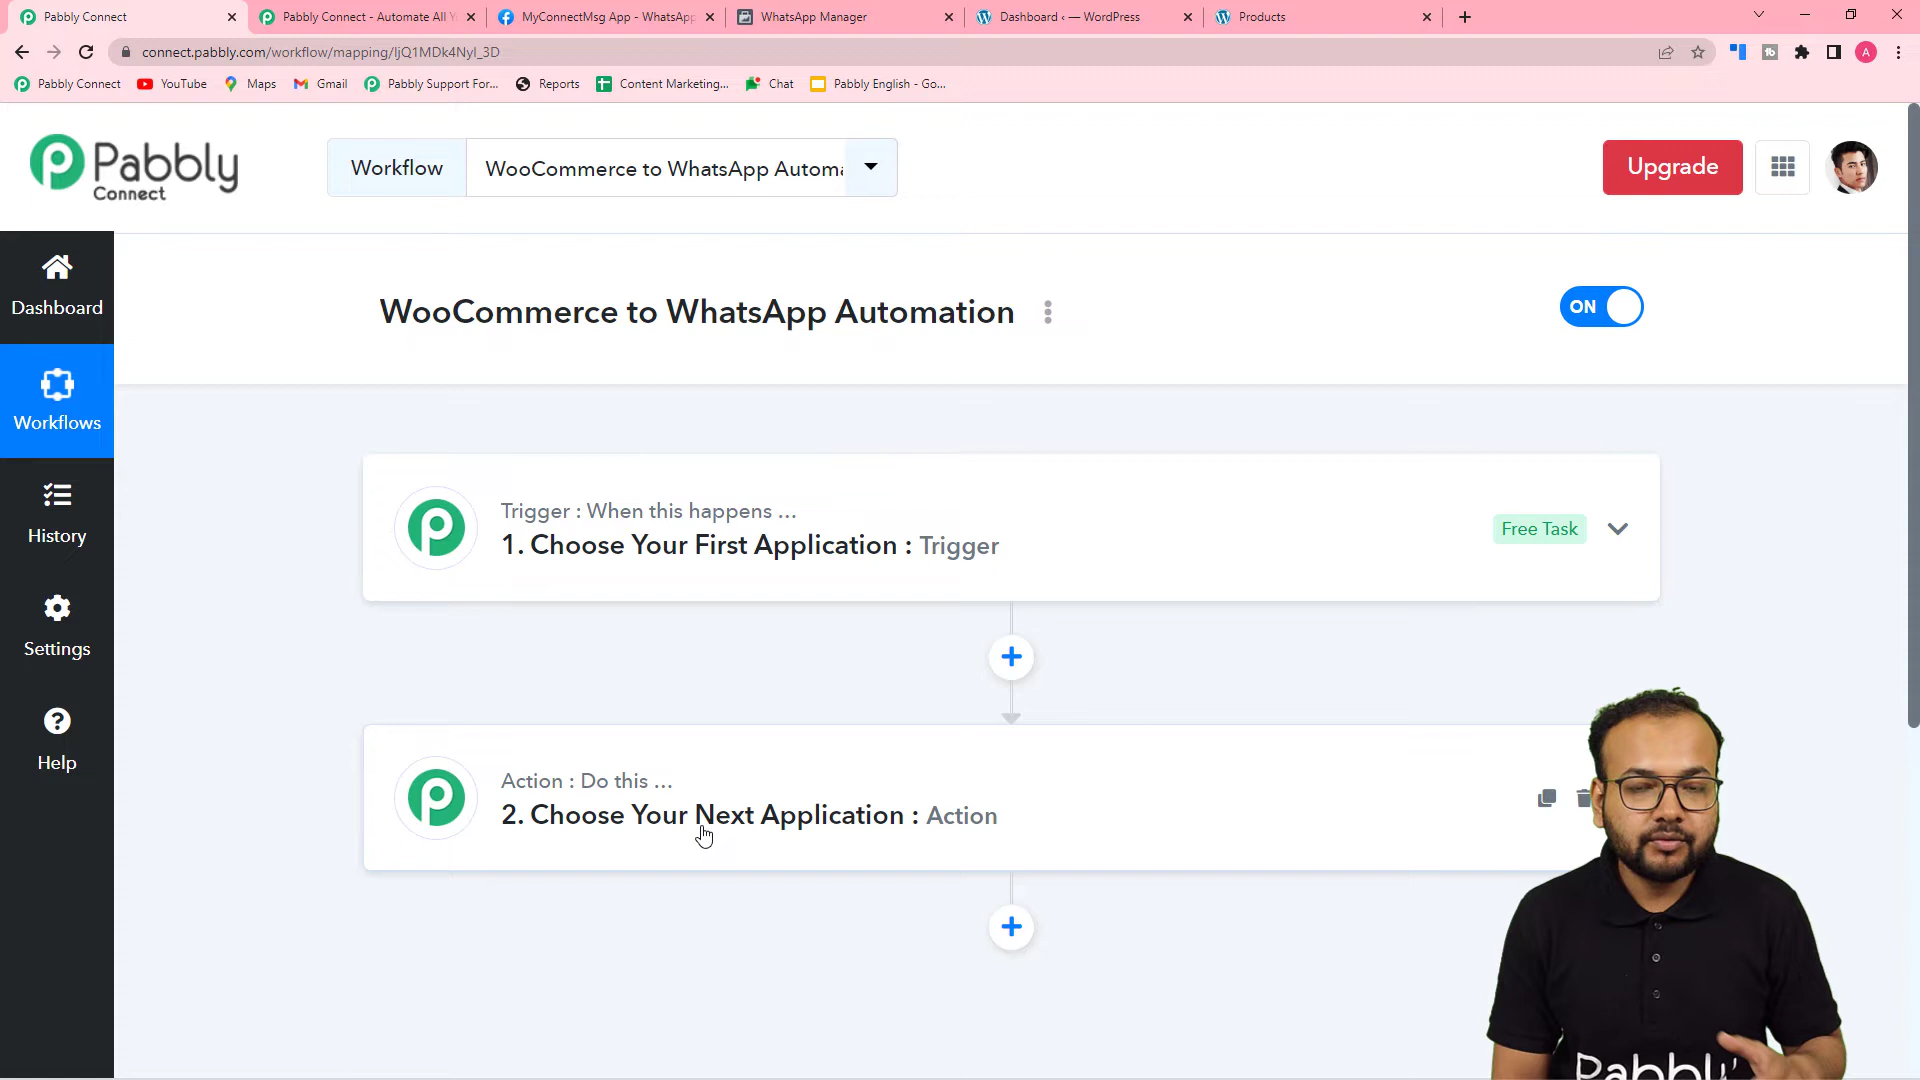 Pabbly Connect
Pabbly Connect - Automate All Y
MyConnectMsg App - WhatsApp
WhatsApp Manager
Dashboard ‹ — WordPress
Products
connect.pabbly.com/workflow/mapping/IjQ1MDk4NyI_3D
A
Pabbly Connect
YouTube
Maps
Gmail
Pabbly Support For...
Reports
Content Marketing...
Chat
Pabbly English - Go...
Pabbly
Connect
Workflow
WooCommerce to WhatsApp Automa
Upgrade
Dashboard
Workflows
History
Settings
Help
WooCommerce to WhatsApp Automation
ON
Trigger : When this happens ...
1. Choose Your First Application : Trigger
Free Task
Action : Do this ...
2. Choose Your Next Application : Action
Pabbly